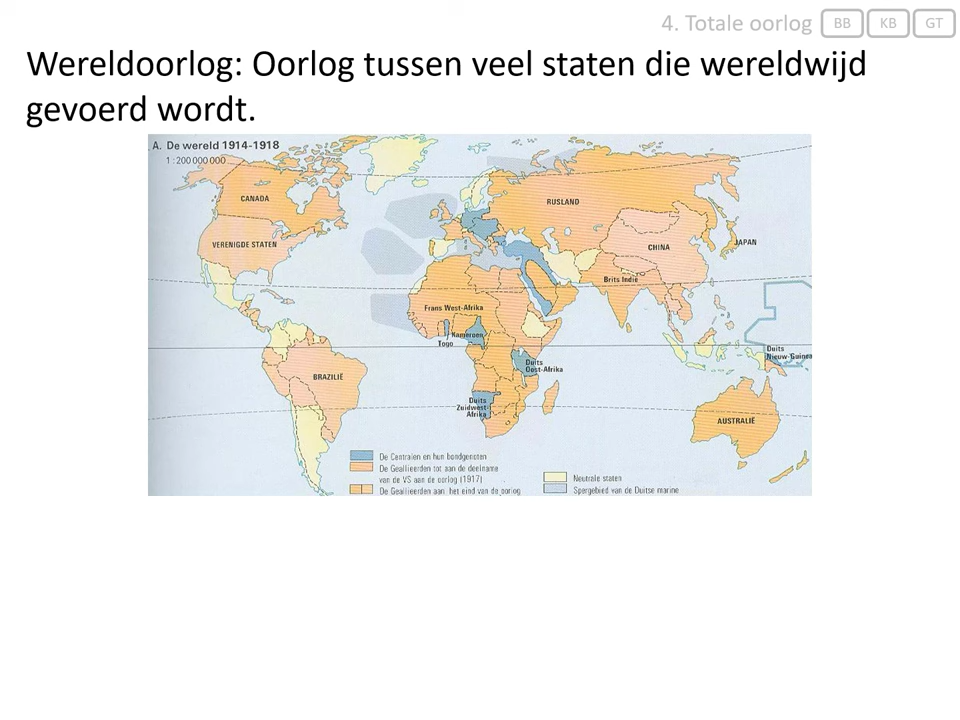 4. Totale oorlog BB KB GT
Wereldoorlog: Oorlog tussen veel staten die wereldwijd
gevoerd wordt.
A. De wereld 1914-1918
1 : 200 000 000
CANADA
RUSLAND
VERENIGDE STATEN
CHINA
JAPAN
Brits Indië
Frans West-Afrika
Kameroen
Togo
Duits
Nieuw-Guinea
Duits
Oost-Afrika
BRAZILIË
Duits
Zuidwest-
Afrika
AUSTRALIË
De Centralen en hun bondgenoten
De Geallieerden tot aan de deelname
van de VS aan de oorlog (1917)
De Geallieerden aan het eind van de oorlog
Neutrale staten
Spergebied van de Duitse marine